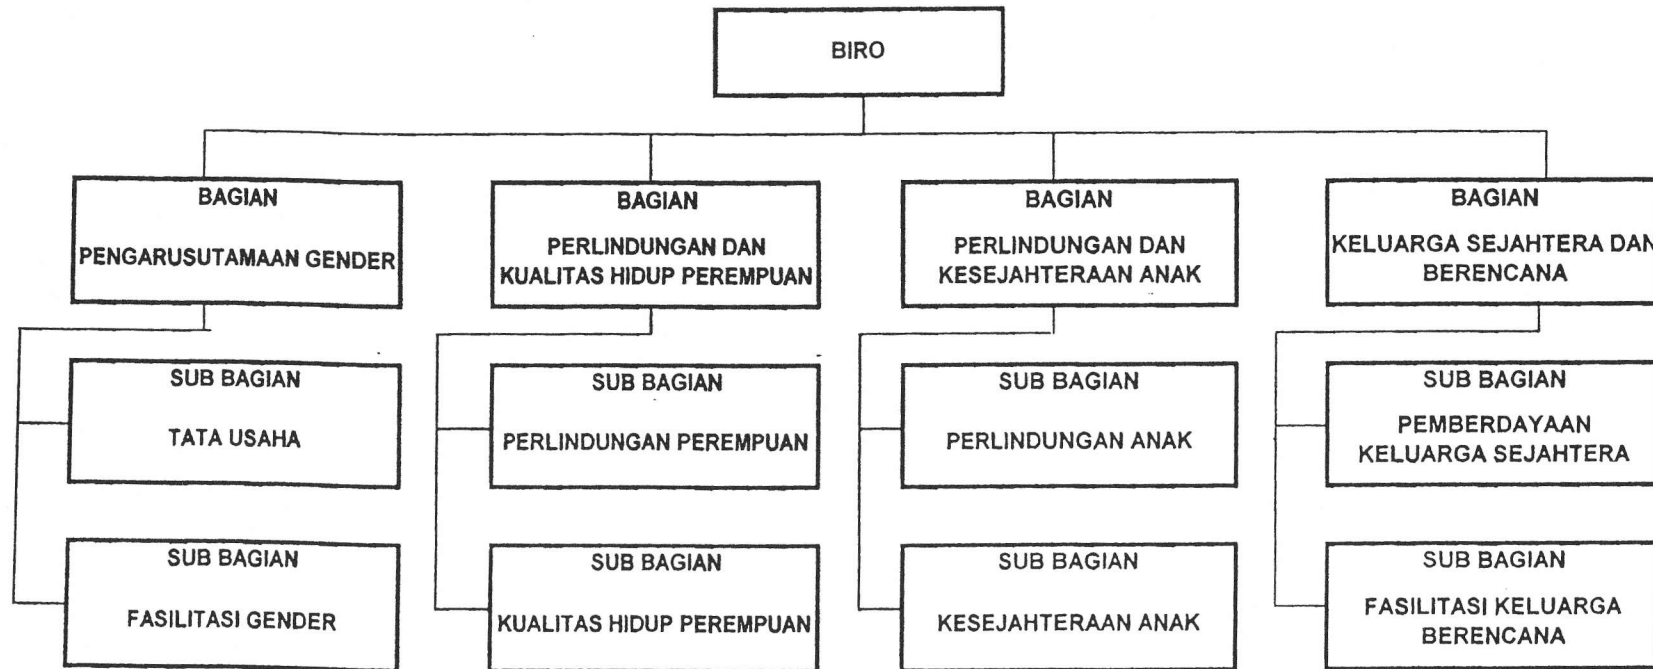 BIRO
BAGIAN
PENGARUSUTAMAAN GENDER
BAGIAN
PERLINDUNGAN DAN
KUALITAS HIDUP PEREMPUAN
BAGIAN
PERLINDUNGAN DAN
KESEJAHTERAAN ANAK
BAGIAN
KELUARGA SEJAHTERA DAN
BERENCANA
SUB BAGIAN
TATA USAHA
SUB BAGIAN
PERLINDUNGAN PEREMPUAN
SUB BAGIAN
PERLINDUNGAN ANAK
SUB BAGIAN
PEMBERDAYAAN
KELUARGA SEJAHTERA
SUB BAGIAN
FASILITASI GENDER
SUB BAGIAN
KUALITAS HIDUP PEREMPUAN
SUB BAGIAN
KESEJAHTERAAN ANAK
SUB BAGIAN
FASILITASI KELUARGA
BERENCANA